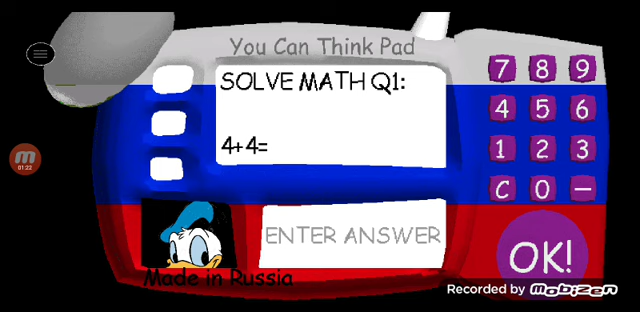 You Can Think Pad
SOLVE MATH Q1:
4+4=
7 8 9
4 5 6
1 2 3
C 0 −
ENTER ANSWER
OK!
Made in Russia
01:22
Recorded by mobizen